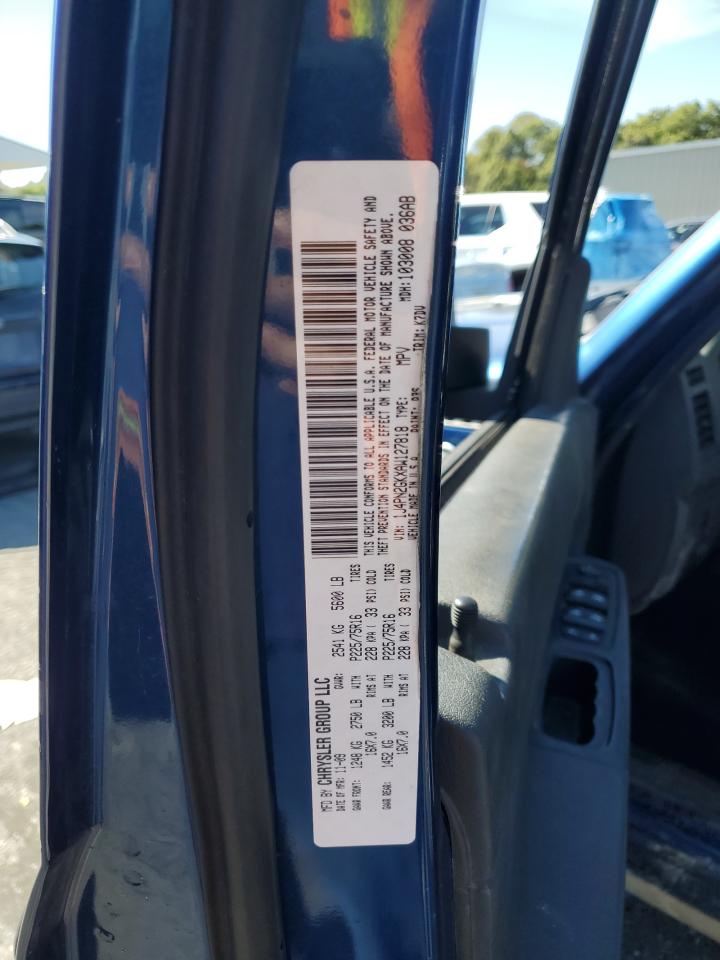 MFD BY CHRYSLER GROUP LLC
DATE OF MFR: 11-09 GVWR: 2541 KG 5600 LB
GAWR FRONT: 1248 KG 2750 LB WITH P225/75R16 TIRES
16X7.0 RIMS AT 228 KPA ( 33 PSI) COLD
GAWR REAR: 1452 KG 3200 LB WITH P225/75R16 TIRES
16X7.0 RIMS AT 228 KPA ( 33 PSI) COLD
THIS VEHICLE CONFORMS TO ALL APPLICABLE U.S.A. FEDERAL MOTOR VEHICLE SAFETY AND
THEFT PREVENTION STANDARDS IN EFFECT ON THE DATE OF MANUFACTURE SHOWN ABOVE.
VIN: 1J4PN2GKXAW127818 TYPE: MPV MDH: 103008 036AB
VEHICLE MADE IN U.S.A PAINT: TRIM: K7DV